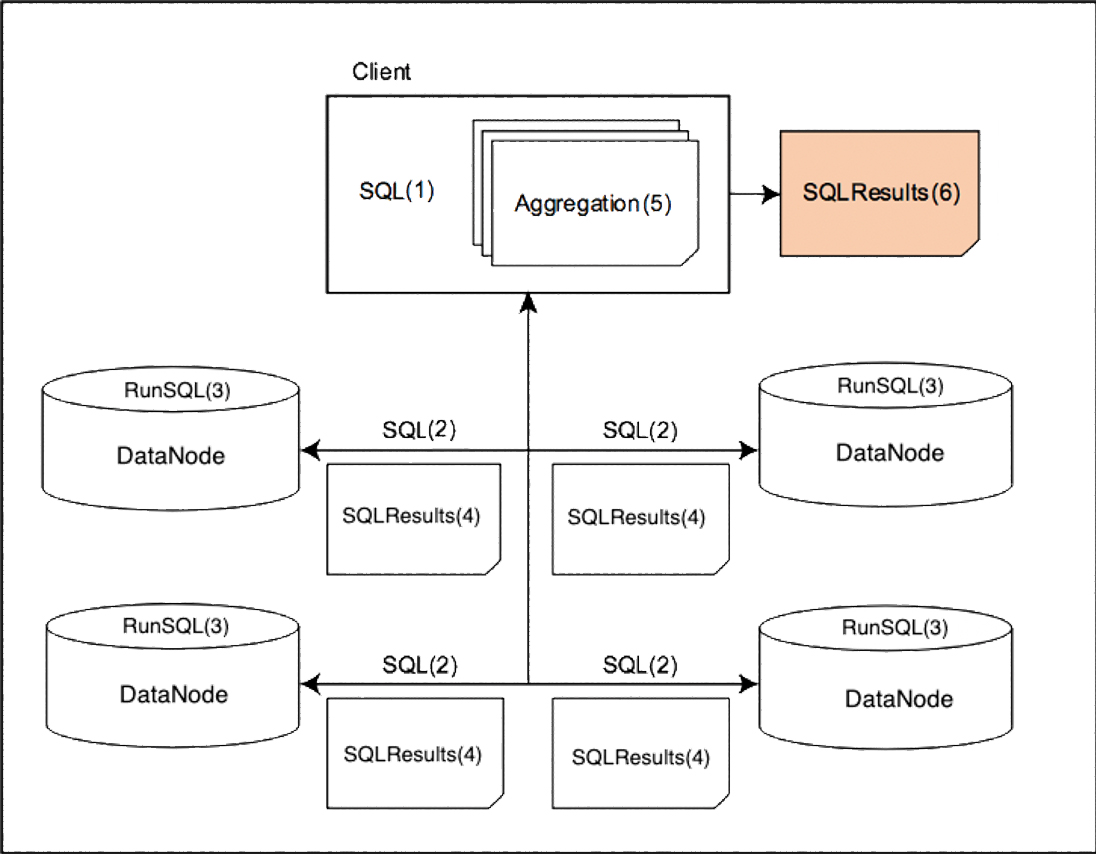 Client
SQL(1)
Aggregation(5)
SQLResults(6)
RunSQL(3)
DataNode
SQL(2)
SQL(2)
RunSQL(3)
DataNode
SQLResults(4)
SQLResults(4)
RunSQL(3)
DataNode
SQL(2)
SQL(2)
RunSQL(3)
DataNode
SQLResults(4)
SQLResults(4)